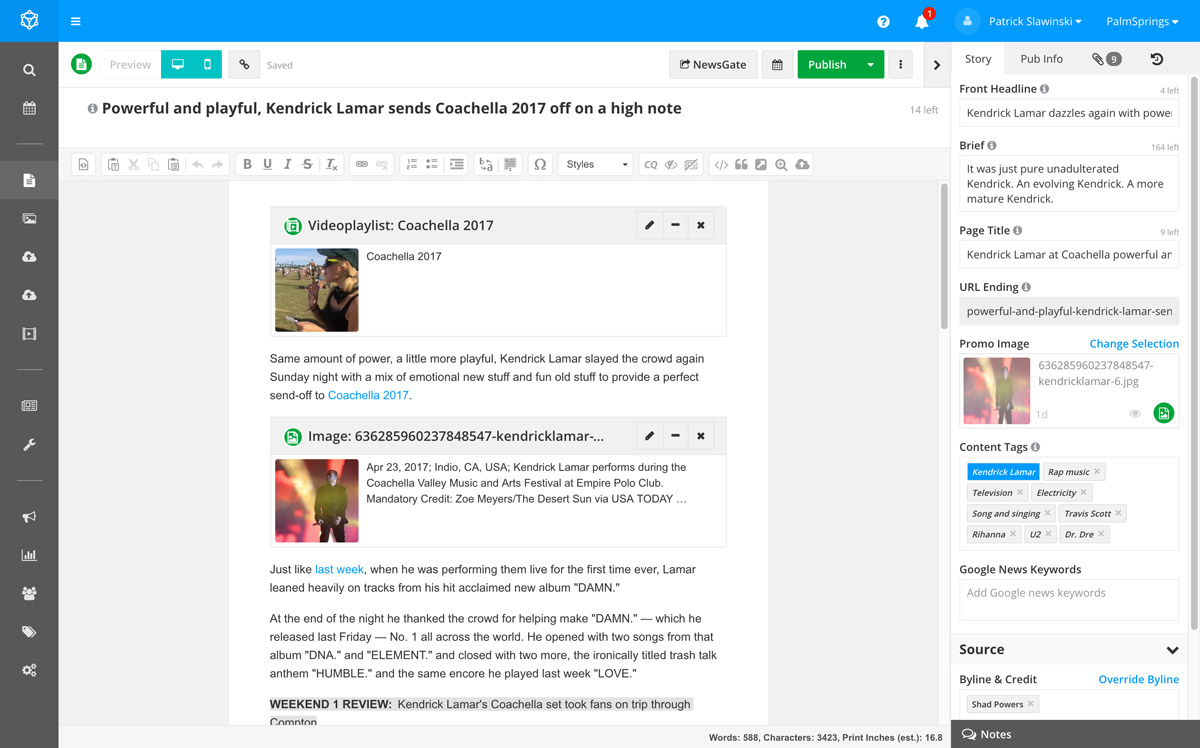 1
Patrick Slawinski
PalmSprings
Preview
Saved
NewsGate
Publish
Powerful and playful, Kendrick Lamar sends Coachella 2017 off on a high note
14 left
B U I S Tx
Ω
Styles
CQ
Videoplaylist: Coachella 2017
Coachella 2017
Same amount of power, a little more playful, Kendrick Lamar slayed the crowd again
Sunday night with a mix of emotional new stuff and fun old stuff to provide a perfect
send-off to Coachella 2017.
Image: 636285960237848547-kendricklamar-...
Apr 23, 2017; Indio, CA, USA; Kendrick Lamar performs during the
Coachella Valley Music and Arts Festival at Empire Polo Club.
Mandatory Credit: Zoe Meyers/The Desert Sun via USA TODAY …
Just like last week, when he was performing them live for the first time ever, Lamar
leaned heavily on tracks from his hit acclaimed new album "DAMN."
At the end of the night he thanked the crowd for helping make "DAMN." — which he
released last Friday — No. 1 all across the world. He opened with two songs from that
album "DNA." and "ELEMENT." and closed with two more, the ironically titled trash talk
anthem "HUMBLE." and the same encore he played last week "LOVE."
WEEKEND 1 REVIEW: Kendrick Lamar's Coachella set took fans on trip through
Compton
Words: 588, Characters: 3423, Print Inches (est.): 16.8
Story
Pub Info
9
Front Headline
4 left
Kendrick Lamar dazzles again with powe
Brief
164 left
It was just pure unadulterated
Kendrick. An evolving Kendrick. A more
mature Kendrick.
Page Title
9 left
Kendrick Lamar at Coachella powerful ar
URL Ending
powerful-and-playful-kendrick-lamar-sen
Promo Image
Change Selection
636285960237848547-
kendricklamar-6.jpg
1d
Content Tags
Kendrick Lamar Rap music
Television Electricity
Song and singing Travis Scott
Rihanna U2 Dr. Dre
Google News Keywords
Add Google news keywords
Source
Byline & Credit
Override Byline
Shad Powers
Notes